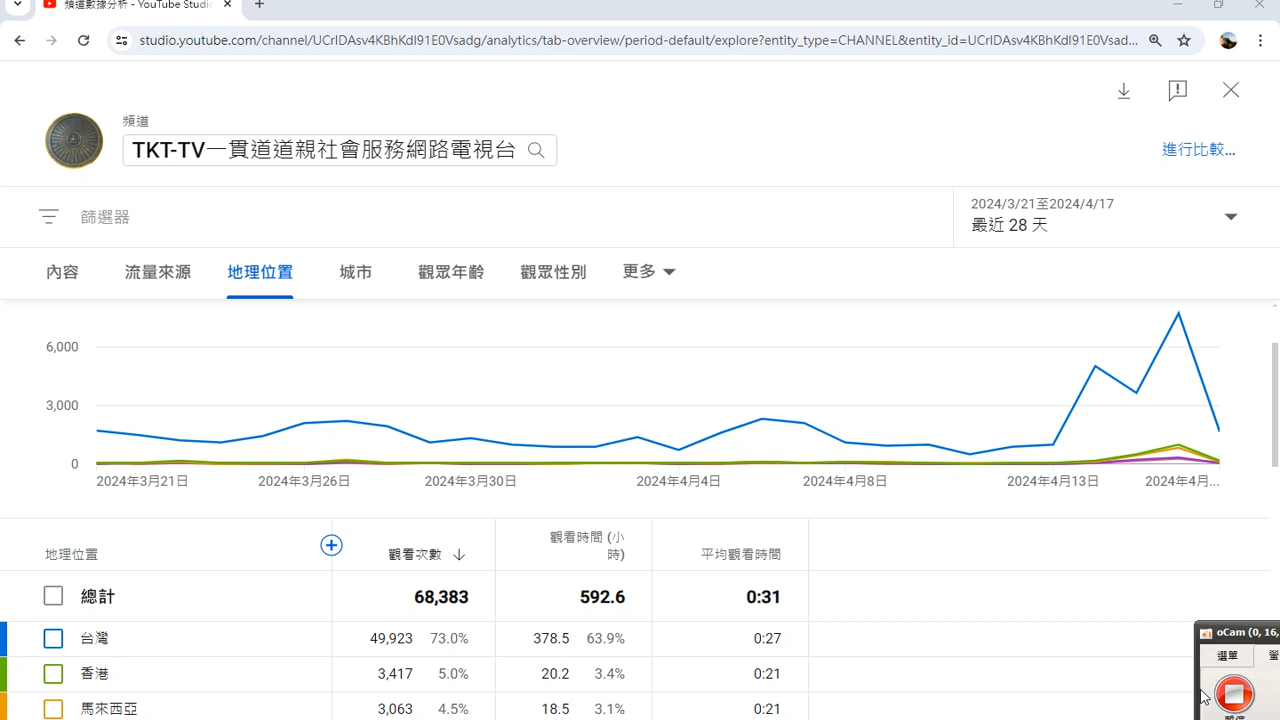 頻道數據分析 - YouTube Studio
studio.youtube.com/channel/UCrIDAsv4KBhKdI91E0Vsadg/analytics/tab-overview/period-default/explore?entity_type=CHANNEL&entity_id=UCrIDAsv4KBhKdI91E0Vsad...
頻道
TKT-TV一貫道道親社會服務網路電視台
進行比較...
篩選器
2024/3/21至2024/4/17
最近 28 天
內容 流量來源 地理位置 城市 觀眾年齡 觀眾性別 更多
6,000
3,000
0
2024年3月21日 2024年3月26日 2024年3月30日 2024年4月4日 2024年4月8日 2024年4月13日 2024年4月...
地理位置 觀看次數 觀看時間 (小時) 平均觀看時間
總計 68,383 592.6 0:31
台灣 49,923 73.0% 378.5 63.9% 0:27
香港 3,417 5.0% 20.2 3.4% 0:21
馬來西亞 3,063 4.5% 18.5 3.1% 0:21
oCam (0, 16,
選單